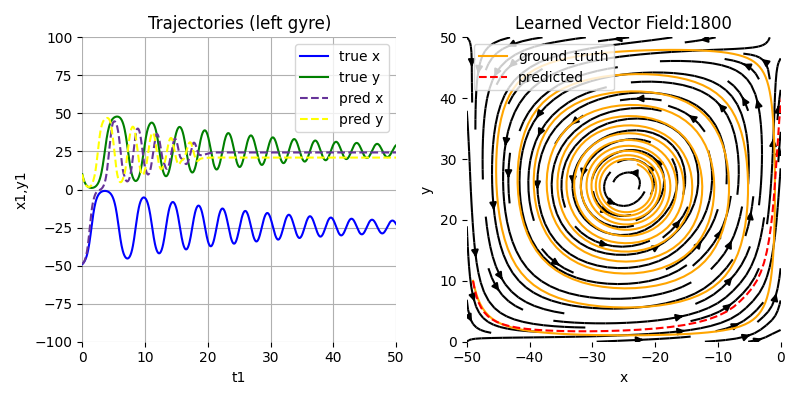 Trajectories (left gyre)
100
75
50
25
0
−25
−50
−75
−100
x1,y1
0
10
20
30
40
50
t1
true x
true y
pred x
pred y
Learned Vector Field:1800
50
40
30
20
10
0
y
−50
−40
−30
−20
−10
0
x
ground_truth
predicted